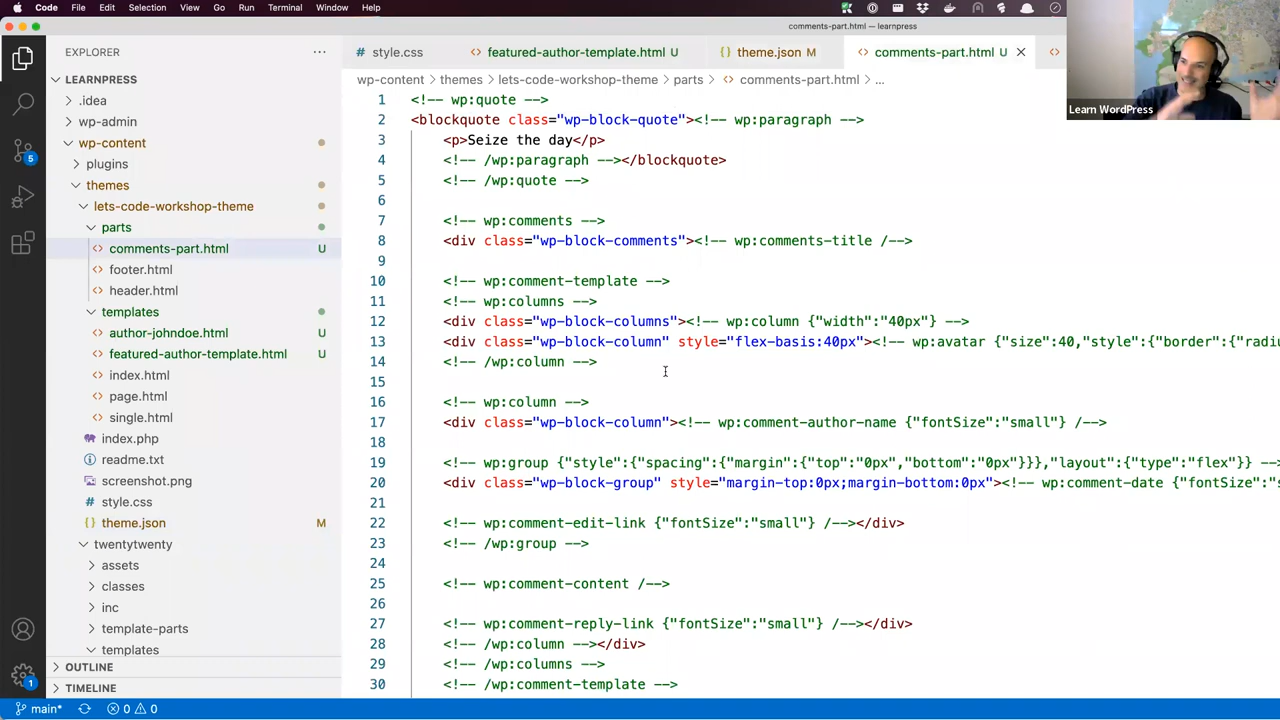 Code File Edit Selection View Go Run Terminal Window Help
comments-part.html — learnpress
EXPLORER
LEARNPRESS
.idea
wp-admin
wp-content
plugins
themes
lets-code-workshop-theme
parts
comments-part.html U
footer.html
header.html
templates
author-johndoe.html U
featured-author-template.html U
index.html
page.html
single.html
index.php
readme.txt
screenshot.png
style.css
theme.json M
twentytwenty
assets
classes
inc
template-parts
templates
OUTLINE
TIMELINE
5
1
style.css featured-author-template.html U theme.json M comments-part.html U
wp-content > themes > lets-code-workshop-theme > parts > comments-part.html > ...
1 <!-- wp:quote -->
2 <blockquote class="wp-block-quote"><!-- wp:paragraph -->
3 <p>Seize the day</p>
4 <!-- /wp:paragraph --></blockquote>
5 <!-- /wp:quote -->
6
7 <!-- wp:comments -->
8 <div class="wp-block-comments"><!-- wp:comments-title /-->
9
10 <!-- wp:comment-template -->
11 <!-- wp:columns -->
12 <div class="wp-block-columns"><!-- wp:column {"width":"40px"} -->
13 <div class="wp-block-column" style="flex-basis:40px"><!-- wp:avatar {"size":40,"style":{"border":{"radiu
14 <!-- /wp:column -->
15
16 <!-- wp:column -->
17 <div class="wp-block-column"><!-- wp:comment-author-name {"fontSize":"small"} /-->
18
19 <!-- wp:group {"style":{"spacing":{"margin":{"top":"0px","bottom":"0px"}}},"layout":{"type":"flex"}} -->
20 <div class="wp-block-group" style="margin-top:0px;margin-bottom:0px"><!-- wp:comment-date {"fontSize":"s
21
22 <!-- wp:comment-edit-link {"fontSize":"small"} /--></div>
23 <!-- /wp:group -->
24
25 <!-- wp:comment-content /-->
26
27 <!-- wp:comment-reply-link {"fontSize":"small"} /--></div>
28 <!-- /wp:column --></div>
29 <!-- /wp:columns -->
30 <!-- /wp:comment-template -->
Learn WordPress
main* 0 0